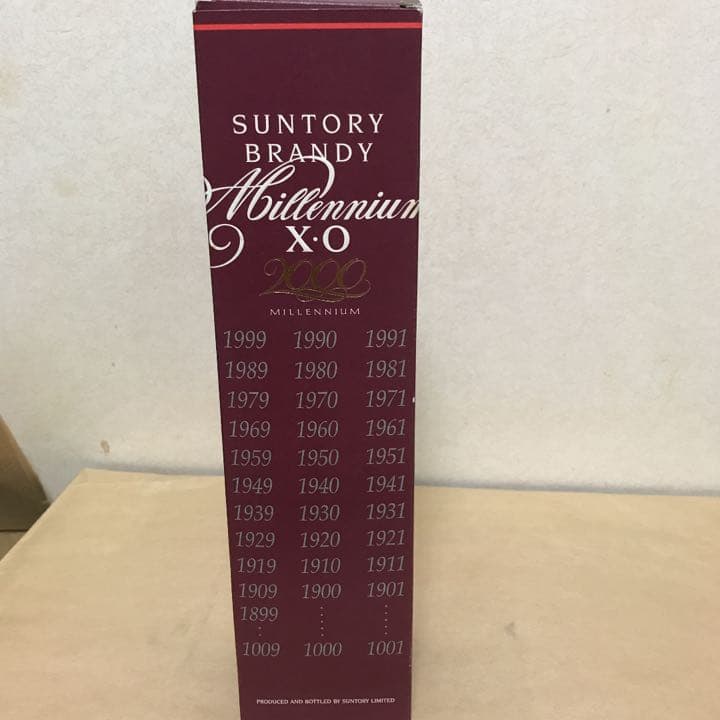 SUNTORY
BRANDY
Millennium
X·O
2000
MILLENNIUM
1999 1990 1991
1989 1980 1981
1979 1970 1971
1969 1960 1961
1959 1950 1951
1949 1940 1941
1939 1930 1931
1929 1920 1921
1919 1910 1911
1909 1900 1901
1899
1009 1000 1001
PRODUCED AND BOTTLED BY SUNTORY LIMITED